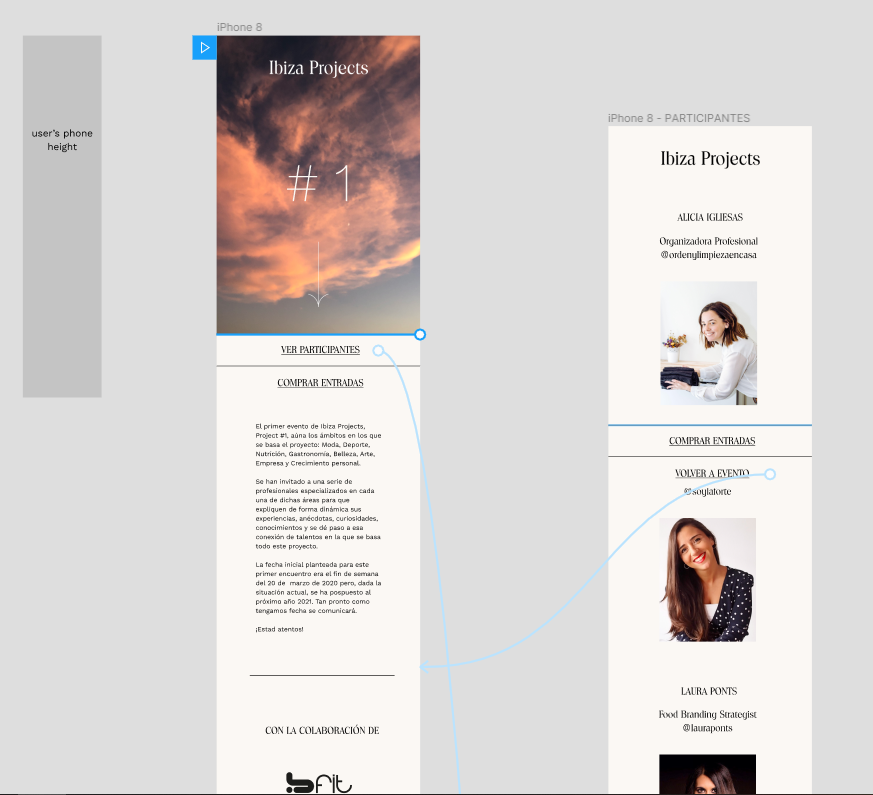 iPhone 8
Ibiza Projects
user's phone
height
# 1
VER PARTICIPANTES
COMPRAR ENTRADAS
El primer evento de Ibiza Projects,
Project #1, aúna los ámbitos en los que
se basa el proyecto: Moda, Deporte,
Nutrición, Gastronomía, Belleza, Arte,
Empresa y Crecimiento personal.
Se han invitado a una serie de
profesionales especializados en cada
una de dichas áreas para que
expliquen de forma dinámica sus
experiencias, anécdotas, curiosidades,
conocimientos y se dé paso a esa
conexión de talentos en la que se basa
todo este proyecto.
La fecha inicial planteada para este
primer encuentro era el fin de semana
del 20 de marzo de 2020 pero, dada la
situación actual, se ha pospuesto al
próximo año 2021. Tan pronto como
tengamos fecha se comunicará.
¡Estad atentos!
CON LA COLABORACIÓN DE
bfit
iPhone 8 - PARTICIPANTES
Ibiza Projects
ALICIA IGLIESAS
Organizadora Profesional
@ordenylimpiezaencasa
COMPRAR ENTRADAS
VOLVER A EVENTO
@soylaforte
LAURA PONTS
Food Branding Strategist
@lauraponts